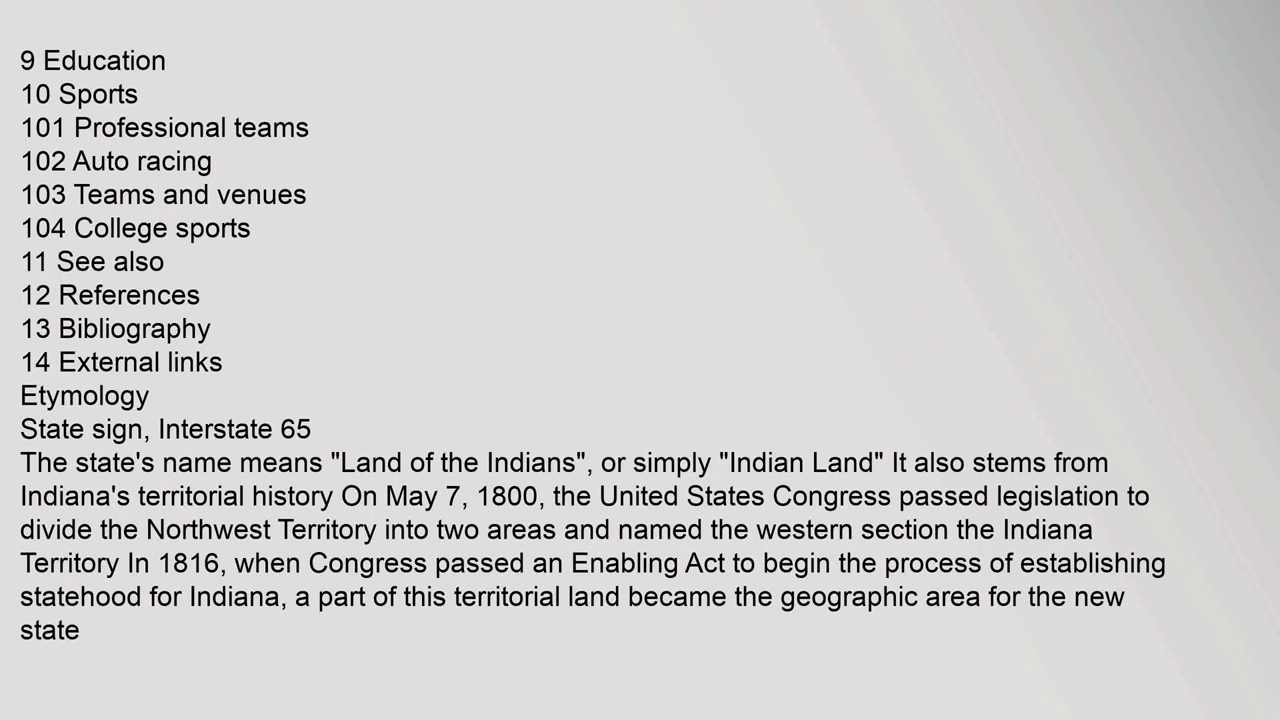 9 Education
10 Sports
101 Professional teams
102 Auto racing
103 Teams and venues
104 College sports
11 See also
12 References
13 Bibliography
14 External links
Etymology
State sign, Interstate 65
The state's name means "Land of the Indians", or simply "Indian Land" It also stems from
Indiana's territorial history On May 7, 1800, the United States Congress passed legislation to
divide the Northwest Territory into two areas and named the western section the Indiana
Territory In 1816, when Congress passed an Enabling Act to begin the process of establishing
statehood for Indiana, a part of this territorial land became the geographic area for the new
state